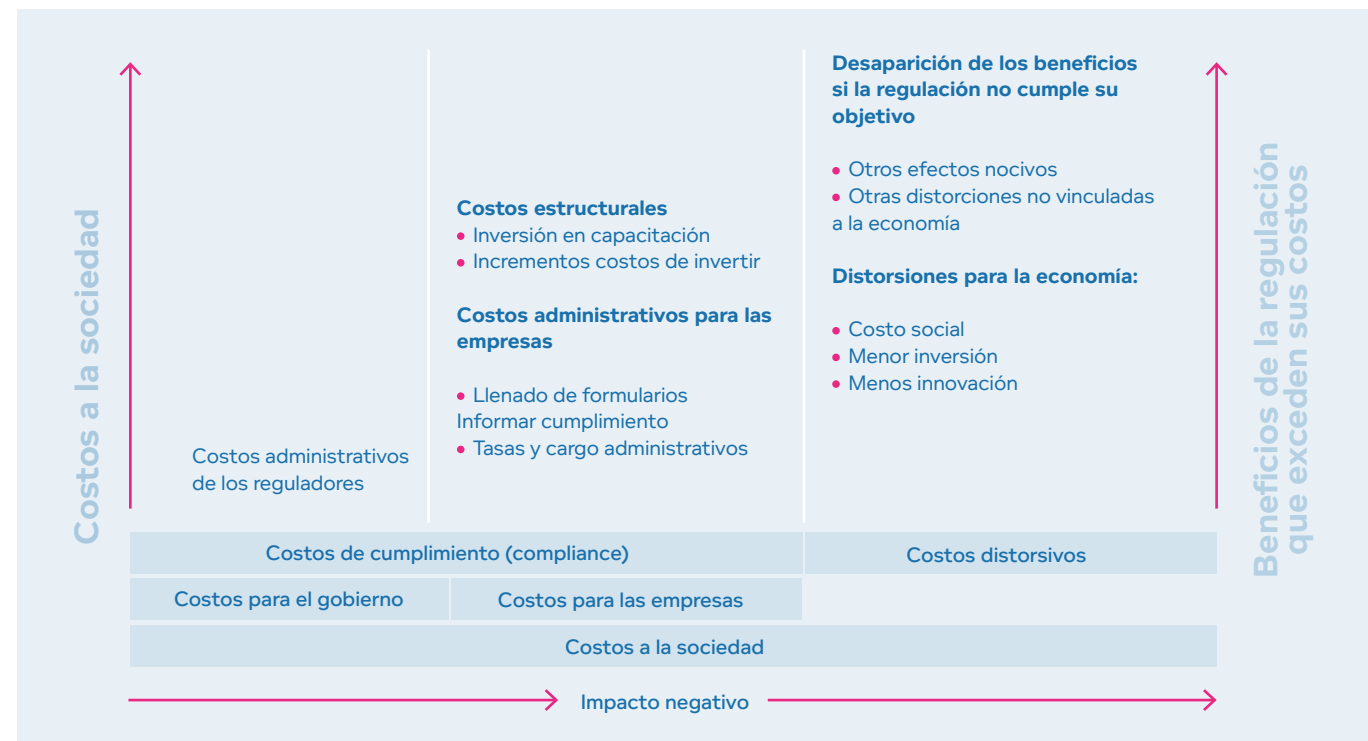 Costos a la sociedad
Costos administrativos
de los reguladores
Costos estructurales
• Inversión en capacitación
• Incrementos costos de invertir
Costos administrativos para las
empresas
• Llenado de formularios
Informar cumplimiento
• Tasas y cargo administrativos
Desaparición de los beneficios
si la regulación no cumple su
objetivo
• Otros efectos nocivos
• Otras distorciones no vinculadas
a la economía
Distorsiones para la economía:
• Costo social
• Menor inversión
• Menos innovación
Beneficios de la regulación
que exceden sus costos
Costos de cumplimiento (compliance)
Costos distorsivos
Costos para el gobierno
Costos para las empresas
Costos a la sociedad
Impacto negativo